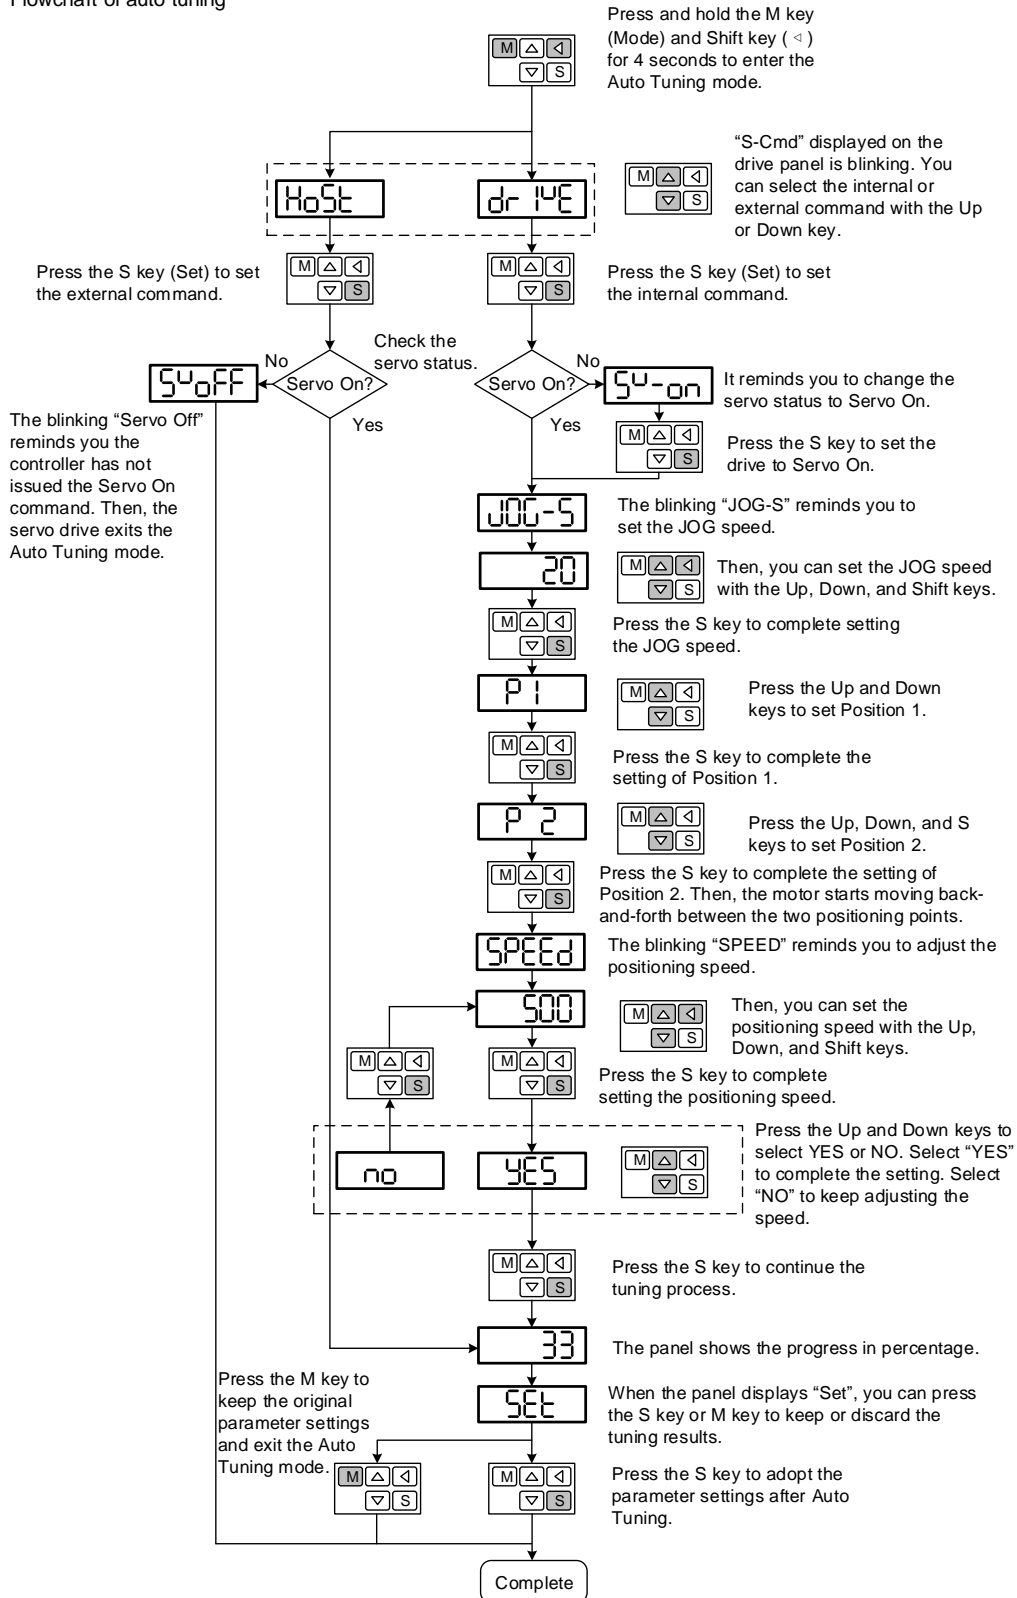 Flowchart of auto tuning
Press and hold the M key
(Mode) and Shift key ( ◁ )
for 4 seconds to enter the
Auto Tuning mode.
M S
“S-Cmd” displayed on the
drive panel is blinking. You
can select the internal or
external command with the Up
or Down key.
HoSt
drIvE
M S
Press the S key (Set) to set
the external command.
M S
M S
Press the S key (Set) to set
the internal command.
Check the
servo status.
SvoFF
No
Servo On?
Yes
Servo On?
No
Yes
Sv-on
It reminds you to change the
servo status to Servo On.
The blinking “Servo Off”
reminds you the
controller has not
issued the Servo On
command. Then, the
servo drive exits the
Auto Tuning mode.
M S
Press the S key to set the
drive to Servo On.
JOG-S
The blinking “JOG-S” reminds you to
set the JOG speed.
20
M S
Then, you can set the JOG speed
with the Up, Down, and Shift keys.
M S
Press the S key to complete setting
the JOG speed.
P1
M S
Press the Up and Down
keys to set Position 1.
M S
Press the S key to complete the
setting of Position 1.
P 2
M S
Press the Up, Down, and S
keys to set Position 2.
M S
Press the S key to complete the setting of
Position 2. Then, the motor starts moving back-
and-forth between the two positioning points.
SPEEd
The blinking “SPEED” reminds you to adjust the
positioning speed.
500
M S
Then, you can set the
positioning speed with the Up,
Down, and Shift keys.
M S
M S
Press the S key to complete
setting the positioning speed.
no
YES
M S
Press the Up and Down keys to
select YES or NO. Select “YES”
to complete the setting. Select
“NO” to keep adjusting the
speed.
M S
Press the S key to continue the
tuning process.
33
The panel shows the progress in percentage.
SEt
When the panel displays “Set”, you can press
the S key or M key to keep or discard the
tuning results.
Press the M key to
keep the original
parameter settings
and exit the Auto
Tuning mode.
M S
M S
Press the S key to adopt the
parameter settings after Auto
Tuning.
Complete